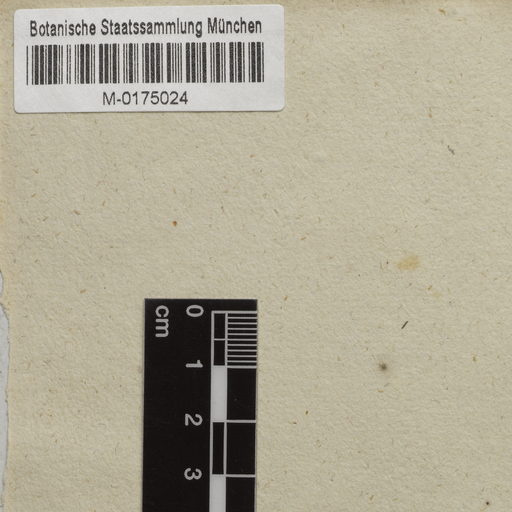 Botanische Staatssammlung München
M-0175024
cm
0
1
2
3